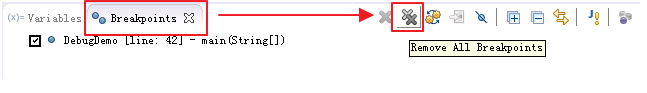 (x)= Variables Breakpoints
DebugDemo [line: 42] - main(String[])
Remove All Breakpoints